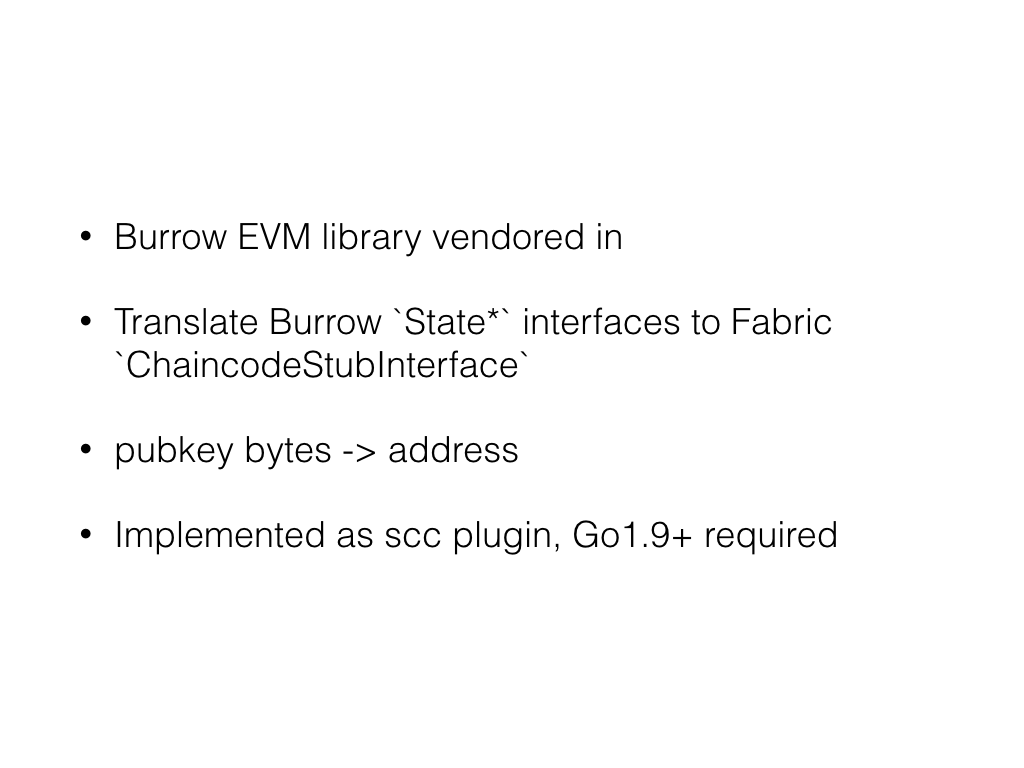 • Burrow EVM library vendored in
• Translate Burrow `State*` interfaces to Fabric
`ChaincodeStubInterface`
• pubkey bytes -> address
• Implemented as scc plugin, Go1.9+ required